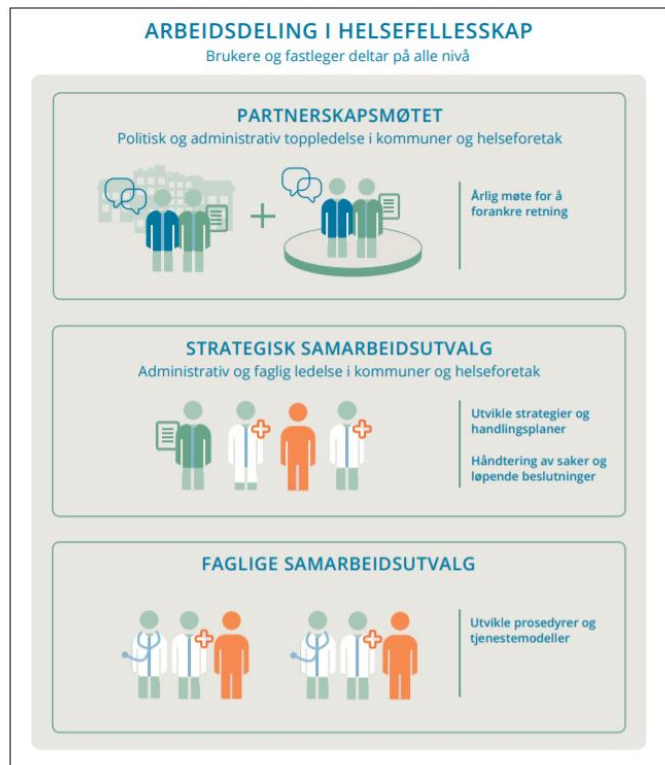 ARBEIDSDELING I HELSEFELLESSKAP
Brukere og fastleger deltar på alle nivå
PARTNERSKAPSMØTET
Politisk og administrativ toppledelse i kommuner og helseforetak
Årlig møte for å
forankre retning
STRATEGISK SAMARBEIDSUTVALG
Administrativ og faglig ledelse i kommuner og helseforetak
Utvikle strategier og
handlingsplaner
Håndtering av saker og
løpende beslutninger
FAGLIGE SAMARBEIDSUTVALG
Utvikle prosedyrer og
tjenestemodeller